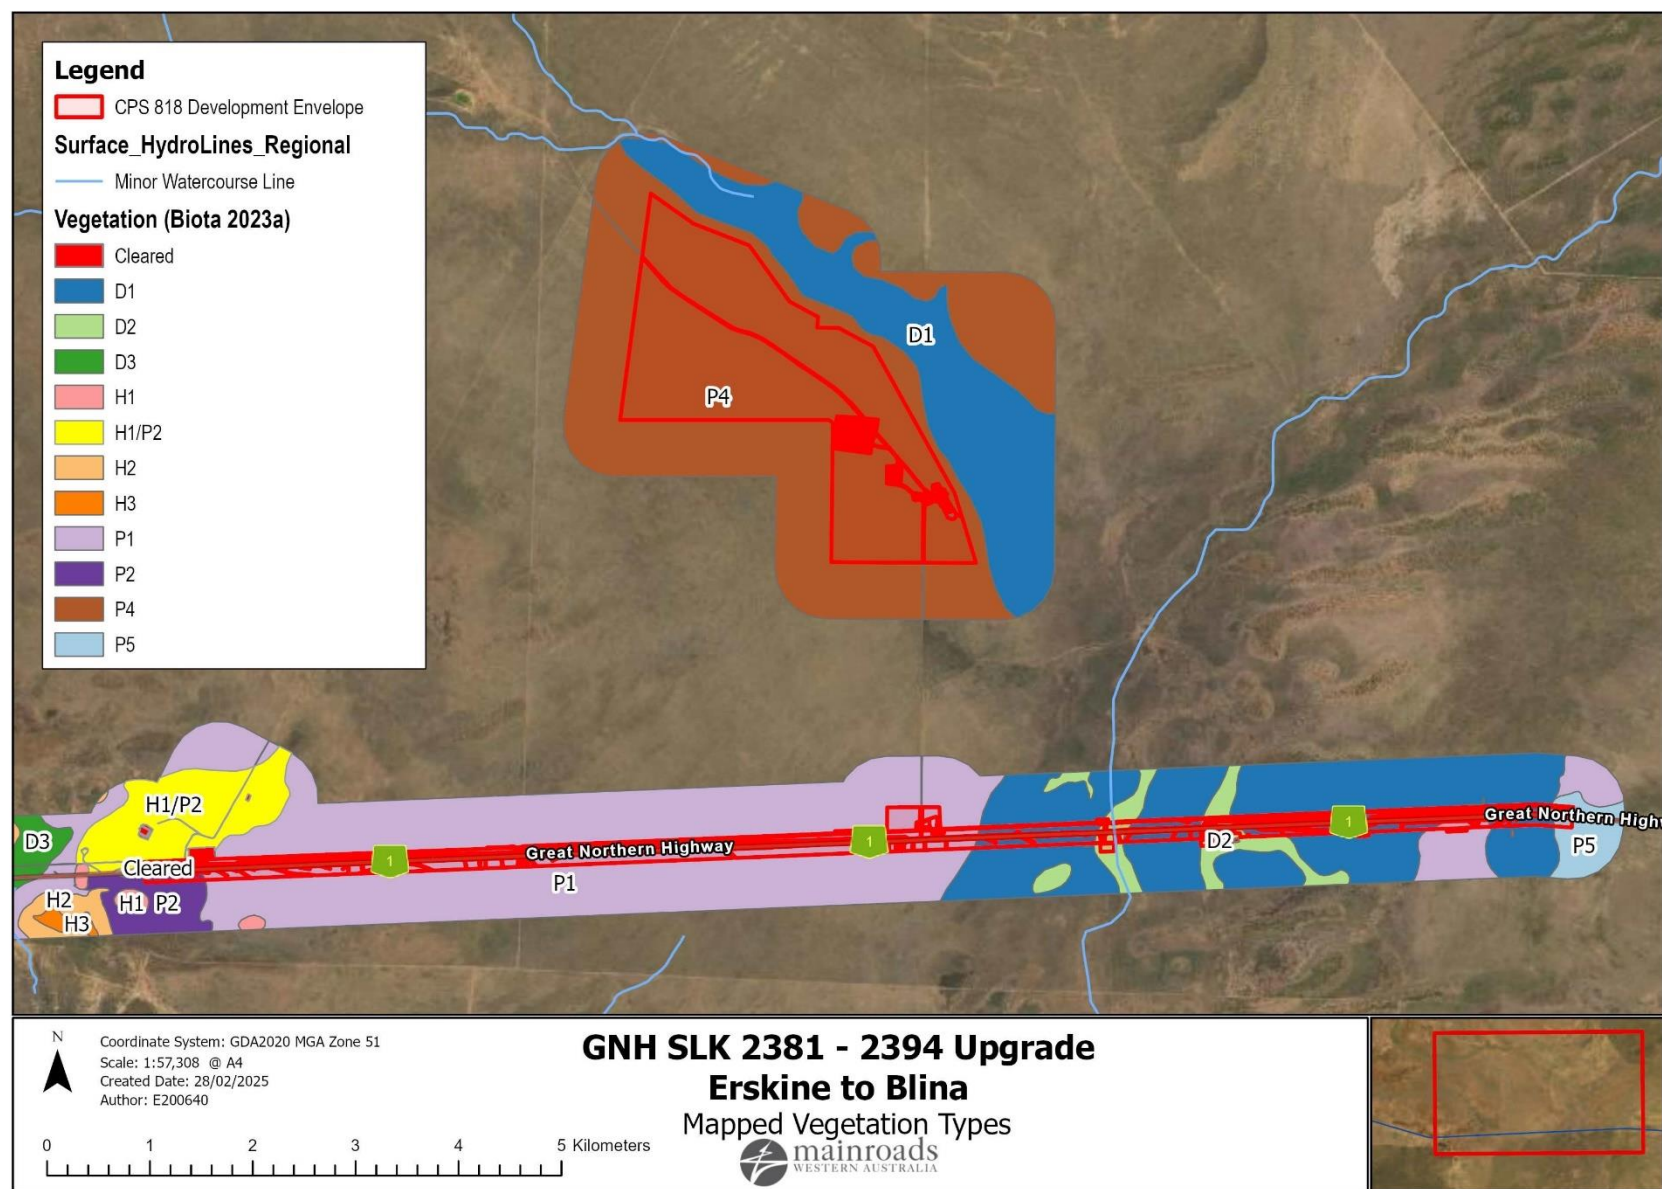 Legend
CPS 818 Development Envelope
Surface_HydroLines_Regional
Minor Watercourse Line
Vegetation (Biota 2023a)
Cleared
D1
D2
D3
H1
H1/P2
H2
H3
P1
P2
P4
P5
D1
P4
H1/P2
D3
Cleared
H2
H1
P2
H3
1
Great Northern Highway
P1
1
1
D2
Great Northern Highw
P5
N
Coordinate System: GDA2020 MGA Zone 51
Scale: 1:57,308 @ A4
Created Date: 28/02/2025
Author: E200640
0 1 2 3 4 5 Kilometers
GNH SLK 2381 - 2394 Upgrade
Erskine to Blina
Mapped Vegetation Types
mainroads
WESTERN AUSTRALIA